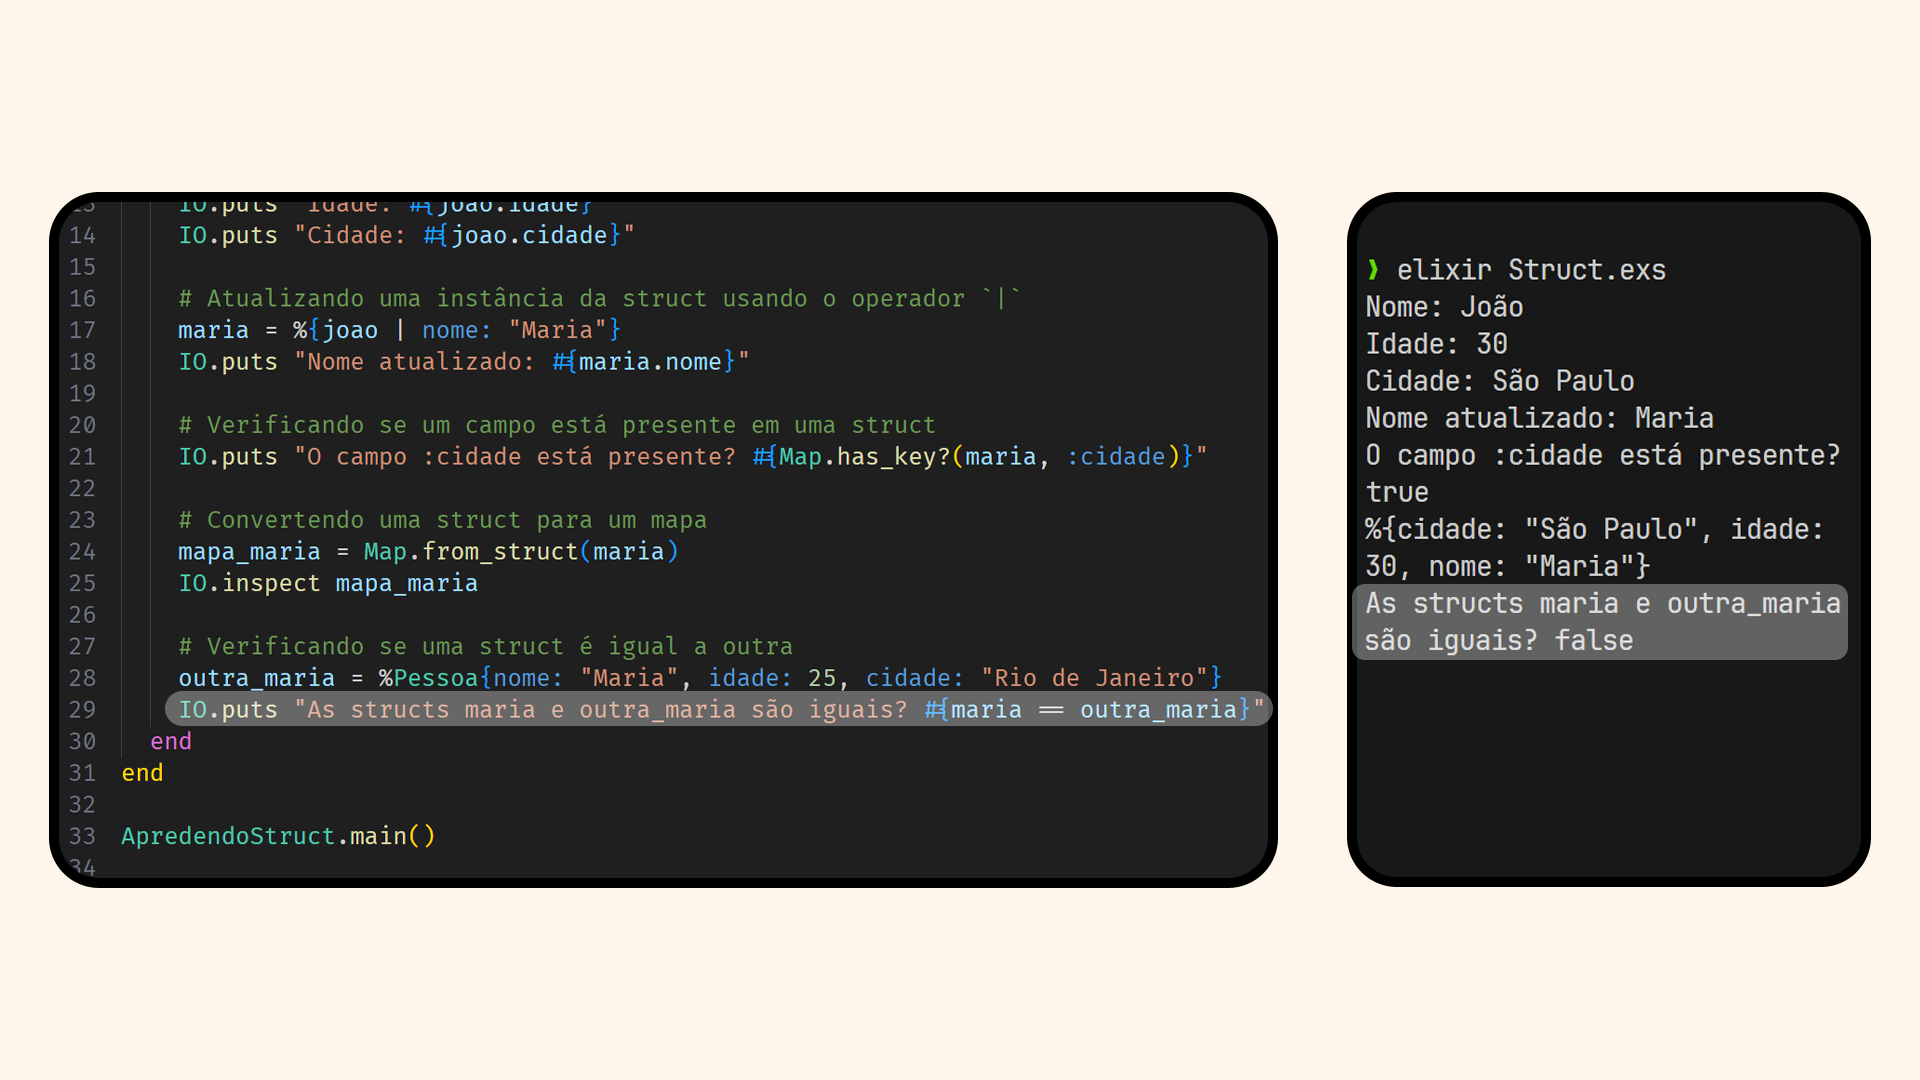 13 IO.puts "Idade: #{joao.idade}"
14 IO.puts "Cidade: #{joao.cidade}"
15
16 # Atualizando uma instância da struct usando o operador `|`
17 maria = %{joao | nome: "Maria"}
18 IO.puts "Nome atualizado: #{maria.nome}"
19
20 # Verificando se um campo está presente em uma struct
21 IO.puts "O campo :cidade está presente? #{Map.has_key?(maria, :cidade)}"
22
23 # Convertendo uma struct para um mapa
24 mapa_maria = Map.from_struct(maria)
25 IO.inspect mapa_maria
26
27 # Verificando se uma struct é igual a outra
28 outra_maria = %Pessoa{nome: "Maria", idade: 25, cidade: "Rio de Janeiro"}
29 IO.puts "As structs maria e outra_maria são iguais? #{maria == outra_maria}"
30 end
31 end
32
33 ApredendoStruct.main()
34
❯ elixir Struct.exs
Nome: João
Idade: 30
Cidade: São Paulo
Nome atualizado: Maria
O campo :cidade está presente?
true
%{cidade: "São Paulo", idade:
30, nome: "Maria"}
As structs maria e outra_maria
são iguais? false